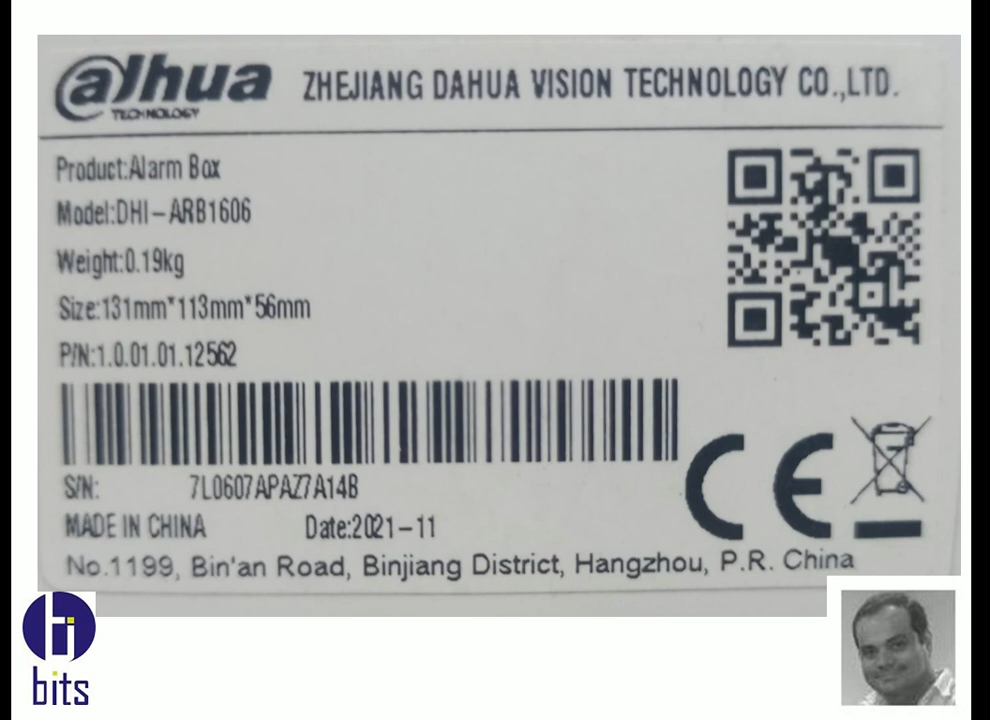 alhua
TECHNOLOGY
ZHEJIANG DAHUA VISION TECHNOLOGY CO.,LTD.
Product:Alarm Box
Model:DHI-ARB1606
Weight:0.19kg
Size:131mm*113mm*56mm
P/N:1.0.01.01.12562
S/N: 7L0607APAZ7A14B
MADE IN CHINA Date:2021-11
No.1199, Bin'an Road, Binjiang District, Hangzhou, P.R. China
CE
bits